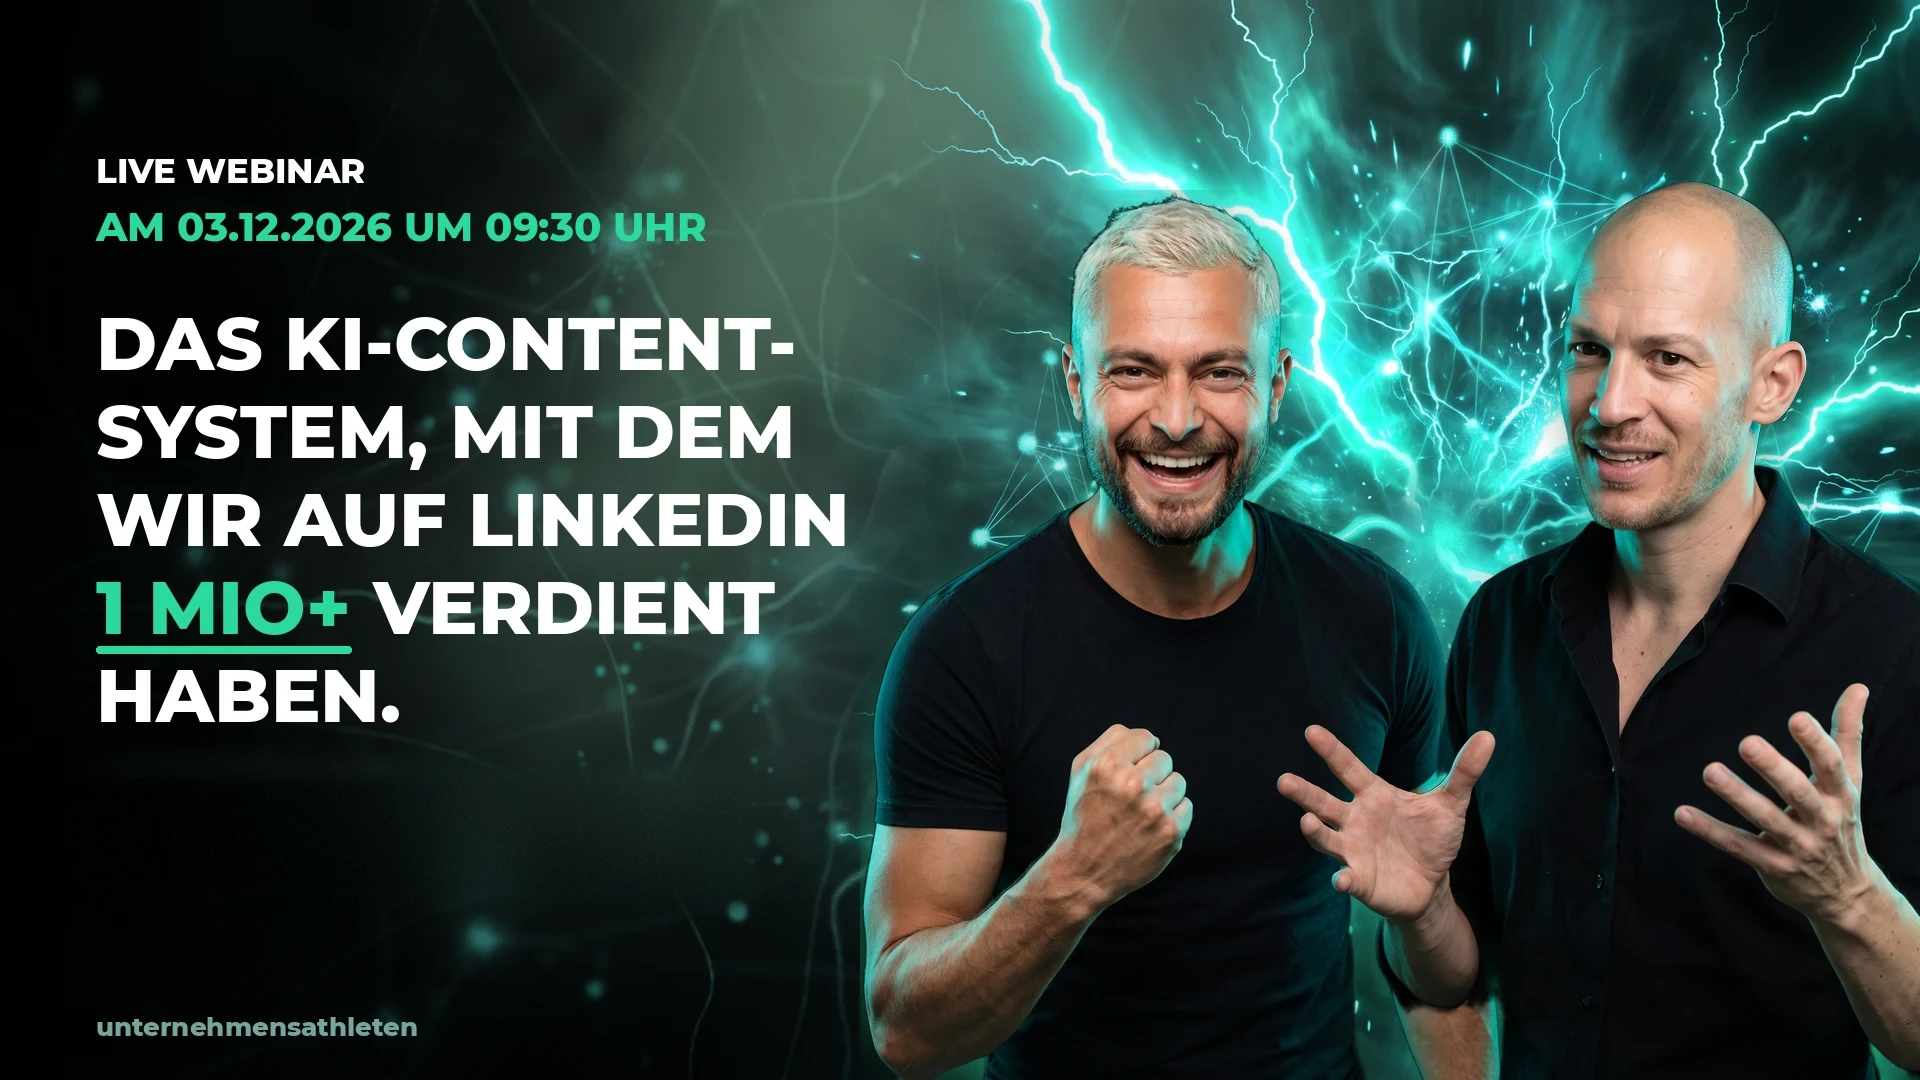 LIVE WEBINAR
AM 03.12.2026 UM 09:30 UHR
DAS KI-CONTENT-
SYSTEM, MIT DEM
WIR AUF LINKEDIN
1 MIO+ VERDIENT
HABEN.
unternehmensathleten